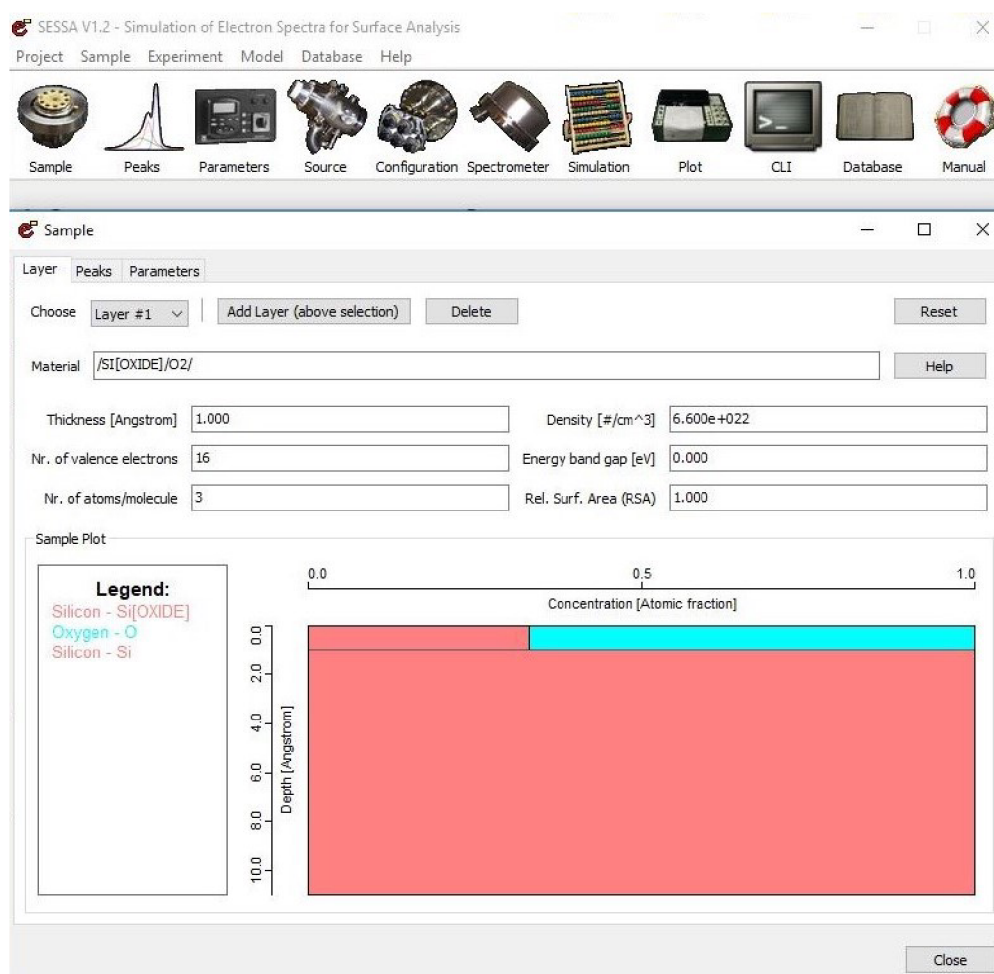 SESSA V1.2 - Simulation of Electron Spectra for Surface Analysis
Project Sample Experiment Model Database Help
Sample Peaks Parameters Source Configuration Spectrometer Simulation Plot CLI Database Manual
Sample
Layer Peaks Parameters
Choose Layer #1 Add Layer (above selection) Delete Reset
Material /SI[OXIDE]/O2/ Help
Thickness [Angstrom] 1.000 Density [#/cm^3] 6.600e+022
Nr. of valence electrons 16 Energy band gap [eV] 0.000
Nr. of atoms/molecule 3 Rel. Surf. Area (RSA) 1.000
Sample Plot
Legend:
Silicon - Si[OXIDE]
Oxygen - O
Silicon - Si
0.0 0.5 1.0
Concentration [Atomic fraction]
0.0
2.0
4.0
6.0
8.0
10.0
Depth [Angstrom]
Close